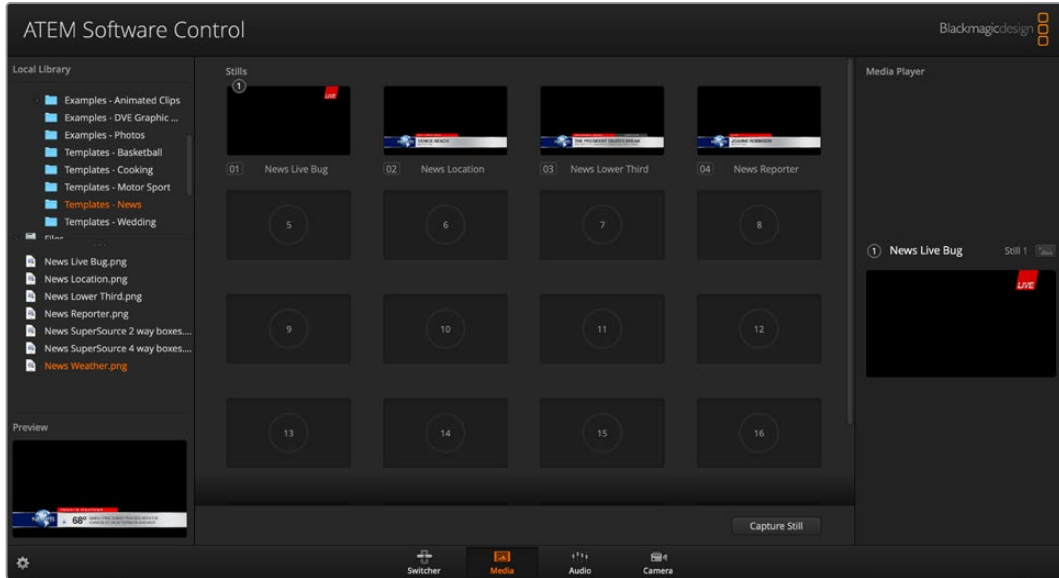 ATEM Software Control
Blackmagicdesign
Local Library
Examples - Animated Clips
Examples - DVE Graphic ...
Examples - Photos
Templates - Basketball
Templates - Cooking
Templates - Motor Sport
Templates - News
Templates - Wedding
Files
News Live Bug.png
News Location.png
News Lower Third.png
News Reporter.png
News SuperSource 2 way boxes....
News SuperSource 4 way boxes....
News Weather.png
Preview
68°
Stills
1
LIVE
01 News Live Bug
02 News Location
03 News Lower Third
04 News Reporter
5
6
7
8
9
10
11
12
13
14
15
16
Capture Still
Media Player
1 News Live Bug Still 1
LIVE
Switcher
Media
Audio
Camera